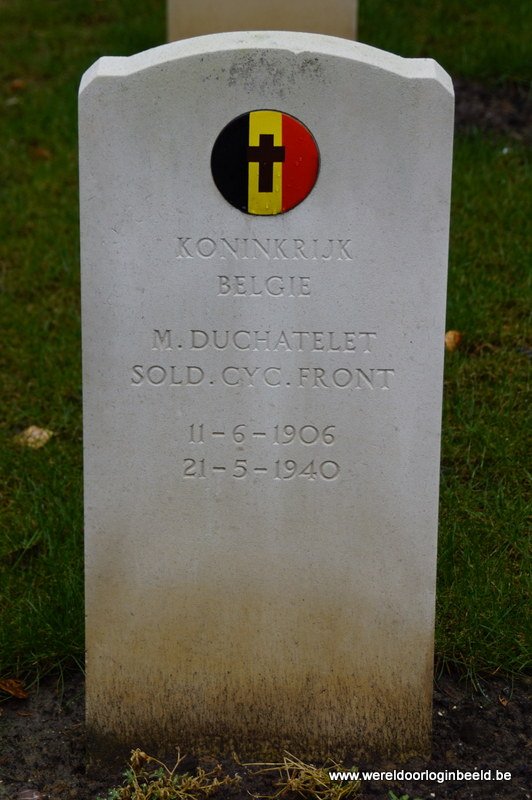 KONINKRIJK
BELGIE
M. DUCHATELET
SOLD. CYC. FRONT
11-6-1906
21-5-1940
www.wereldoorloginbeeld.be